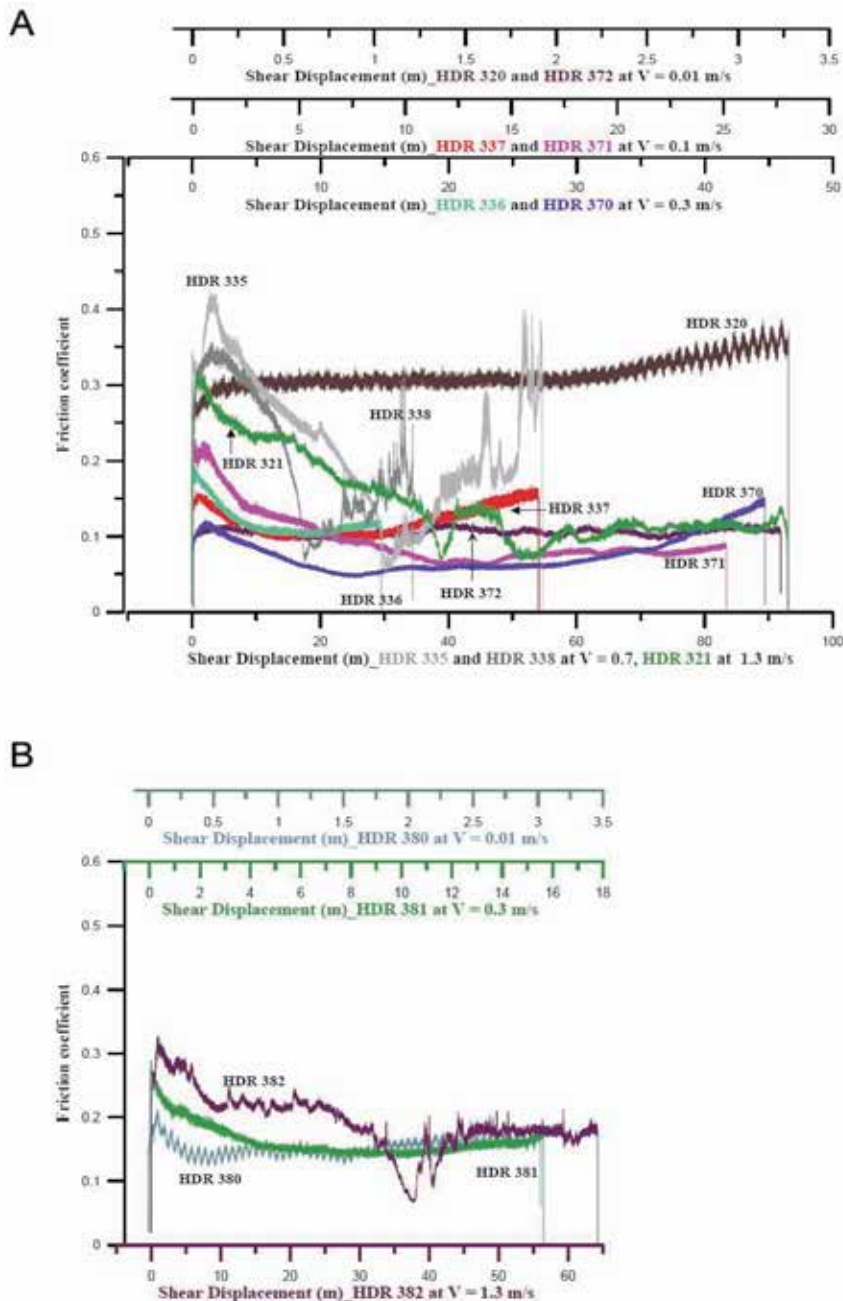 A
0 0.5 1 1.5 2 2.5 3 3.5
Shear Displacement (m)_HDR 320 and HDR 372 at V = 0.01 m/s
0 5 10 15 20 25 30
Shear Displacement (m)_HDR 337 and HDR 371 at V = 0.1 m/s
0 10 20 30 40 50
Shear Displacement (m)_HDR 336 and HDR 370 at V = 0.3 m/s
Friction coefficient
0.6
0.5
0.4
0.3
0.2
0.1
0
HDR 335
HDR 320
HDR 338
HDR 321
HDR 370
HDR 337
HDR 371
HDR 372
HDR 336
0 20 40 60 80 100
Shear Displacement (m)_HDR 335 and HDR 338 at V = 0.7, HDR 321 at 1.3 m/s
B
0 0.5 1 1.5 2 2.5 3 3.5
Shear Displacement (m)_HDR 380 at V = 0.01 m/s
0 2 4 6 8 10 12 14 16 18
Shear Displacement (m)_HDR 381 at V = 0.3 m/s
Friction coefficient
0.6
0.5
0.4
0.3
0.2
0.1
0
HDR 382
HDR 380
HDR 381
0 10 20 30 40 50 60
Shear Displacement (m)_HDR 382 at V = 1.3 m/s